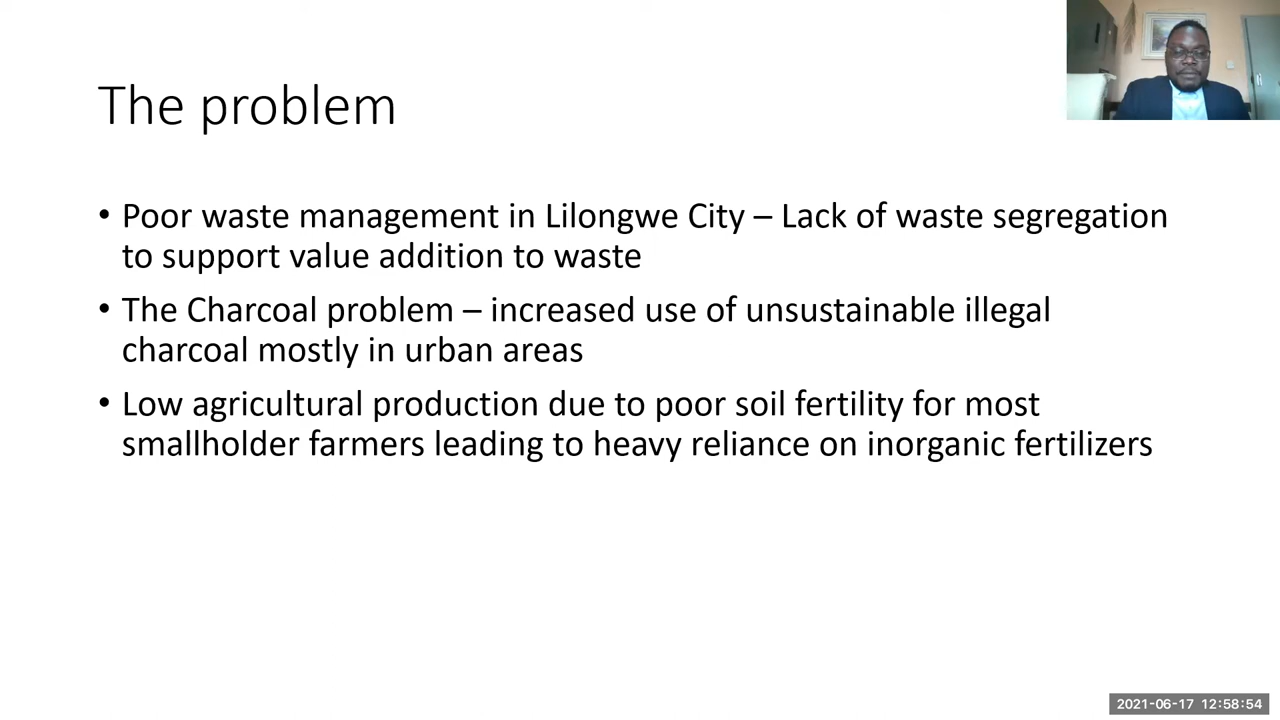 The problem
• Poor waste management in Lilongwe City – Lack of waste segregation
to support value addition to waste
• The Charcoal problem – increased use of unsustainable illegal
charcoal mostly in urban areas
• Low agricultural production due to poor soil fertility for most
smallholder farmers leading to heavy reliance on inorganic fertilizers
2021-06-17 12:58:54